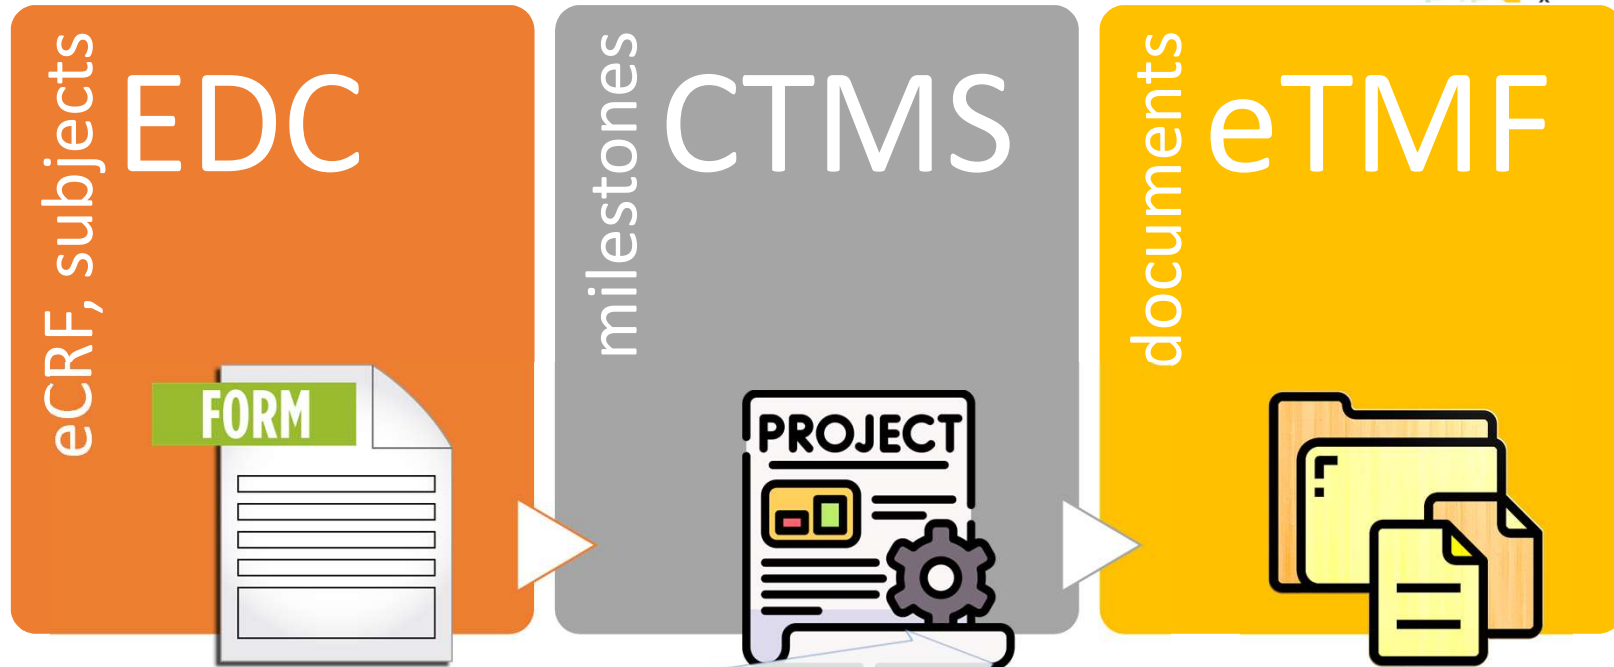 eCRF, subjects
EDC
FORM
milestones
CTMS
PROJECT
documents
eTMF